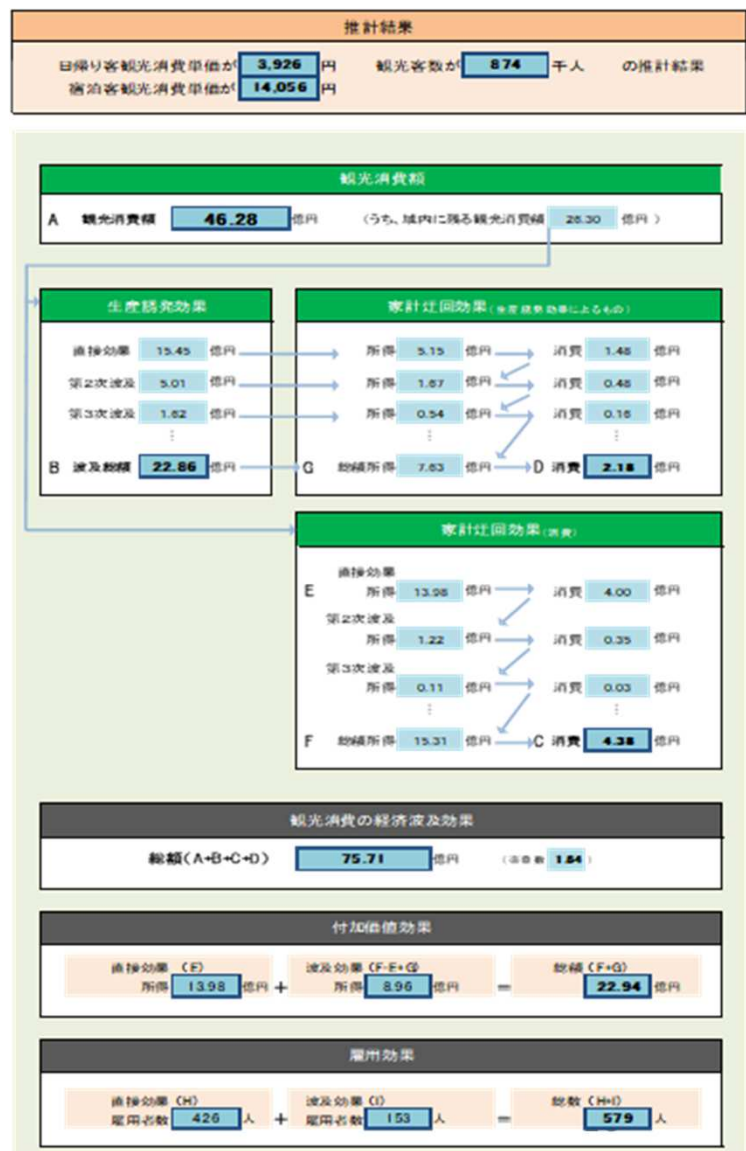 推計結果
日帰り客観光消費単価が 3,926 円 観光客数が 874 千人 の推計結果
宿泊客観光消費単価が 14,056 円
観光消費額
A 観光消費額 46.28 億円 （うち、域内に残る観光消費額 28.30 億円）
生産誘発効果 家計迂回効果（生産誘発効果によるもの）
直接効果 15.45 億円 所得 5.15 億円 消費 1.48 億円
第2次波及 5.01 億円 所得 1.67 億円 消費 0.48 億円
第3次波及 1.62 億円 所得 0.54 億円 消費 0.16 億円
⋮ ⋮ ⋮
B 波及総額 22.86 億円 G 総額所得 7.63 億円 D 消費 2.18 億円
家計迂回効果（消費）
直接効果
E 所得 13.98 億円 消費 4.00 億円
第2次波及
所得 1.22 億円 消費 0.35 億円
第3次波及
所得 0.11 億円 消費 0.03 億円
⋮ ⋮
F 総額所得 15.31 億円 C 消費 4.38 億円
観光消費の経済波及効果
総額（A+B+C+D） 75.71 億円 （乗数 1.64）
付加価値効果
直接効果（E） 波及効果（F-E+G） 総額（F+G）
所得 13.98 億円 + 所得 8.96 億円 = 22.94 億円
雇用効果
直接効果（H） 波及効果（I） 総数（H+I）
雇用者数 426 人 + 雇用者数 153 人 = 579 人